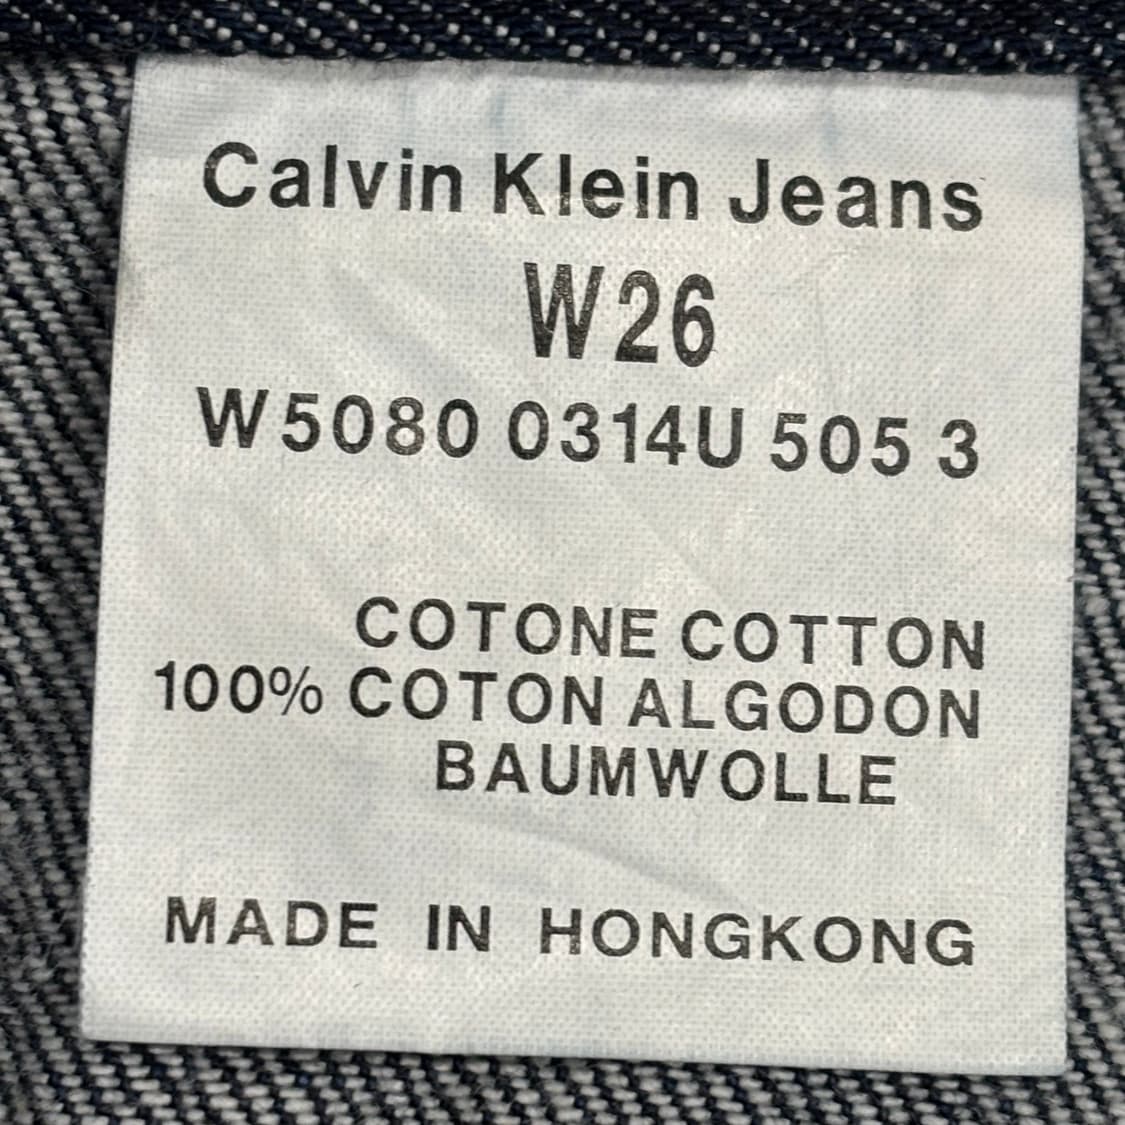 Calvin Klein Jeans
W26
W5080 0314U 505 3
COTONE COTTON
100% COTON ALGODON
BAUMWOLLE
MADE IN HONGKONG